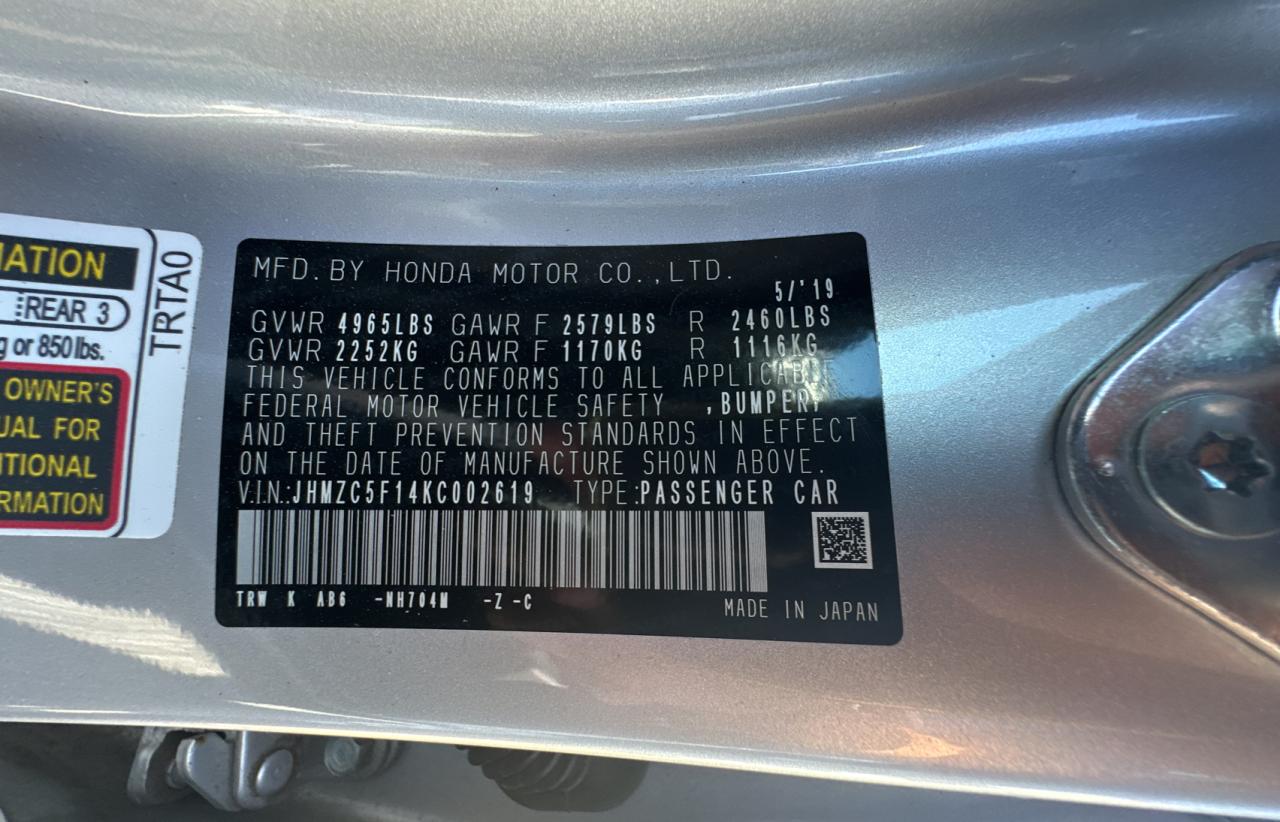 MATION
REAR 3
g or 850 lbs.
OWNER'S
UAL FOR
ITIONAL
RMATION
TRTA0
MFD. BY HONDA MOTOR CO., LTD.
5/'19
GVWR 4965LBS GAWR F 2579LBS R 2460LBS
GVWR 2252KG GAWR F 1170KG R 1116KG
THIS VEHICLE CONFORMS TO ALL
FEDERAL MOTOR VEHICLE SAFETY , BUMPER,
AND THEFT PREVENTION STANDARDS IN EFFECT
ON THE DATE OF MANUFACTURE SHOWN ABOVE.
V.I.N.:JHMZC5F14KC002619 TYPE:PASSENGER CAR
TRW K AB6 -NH704M -Z -C
MADE IN JAPAN